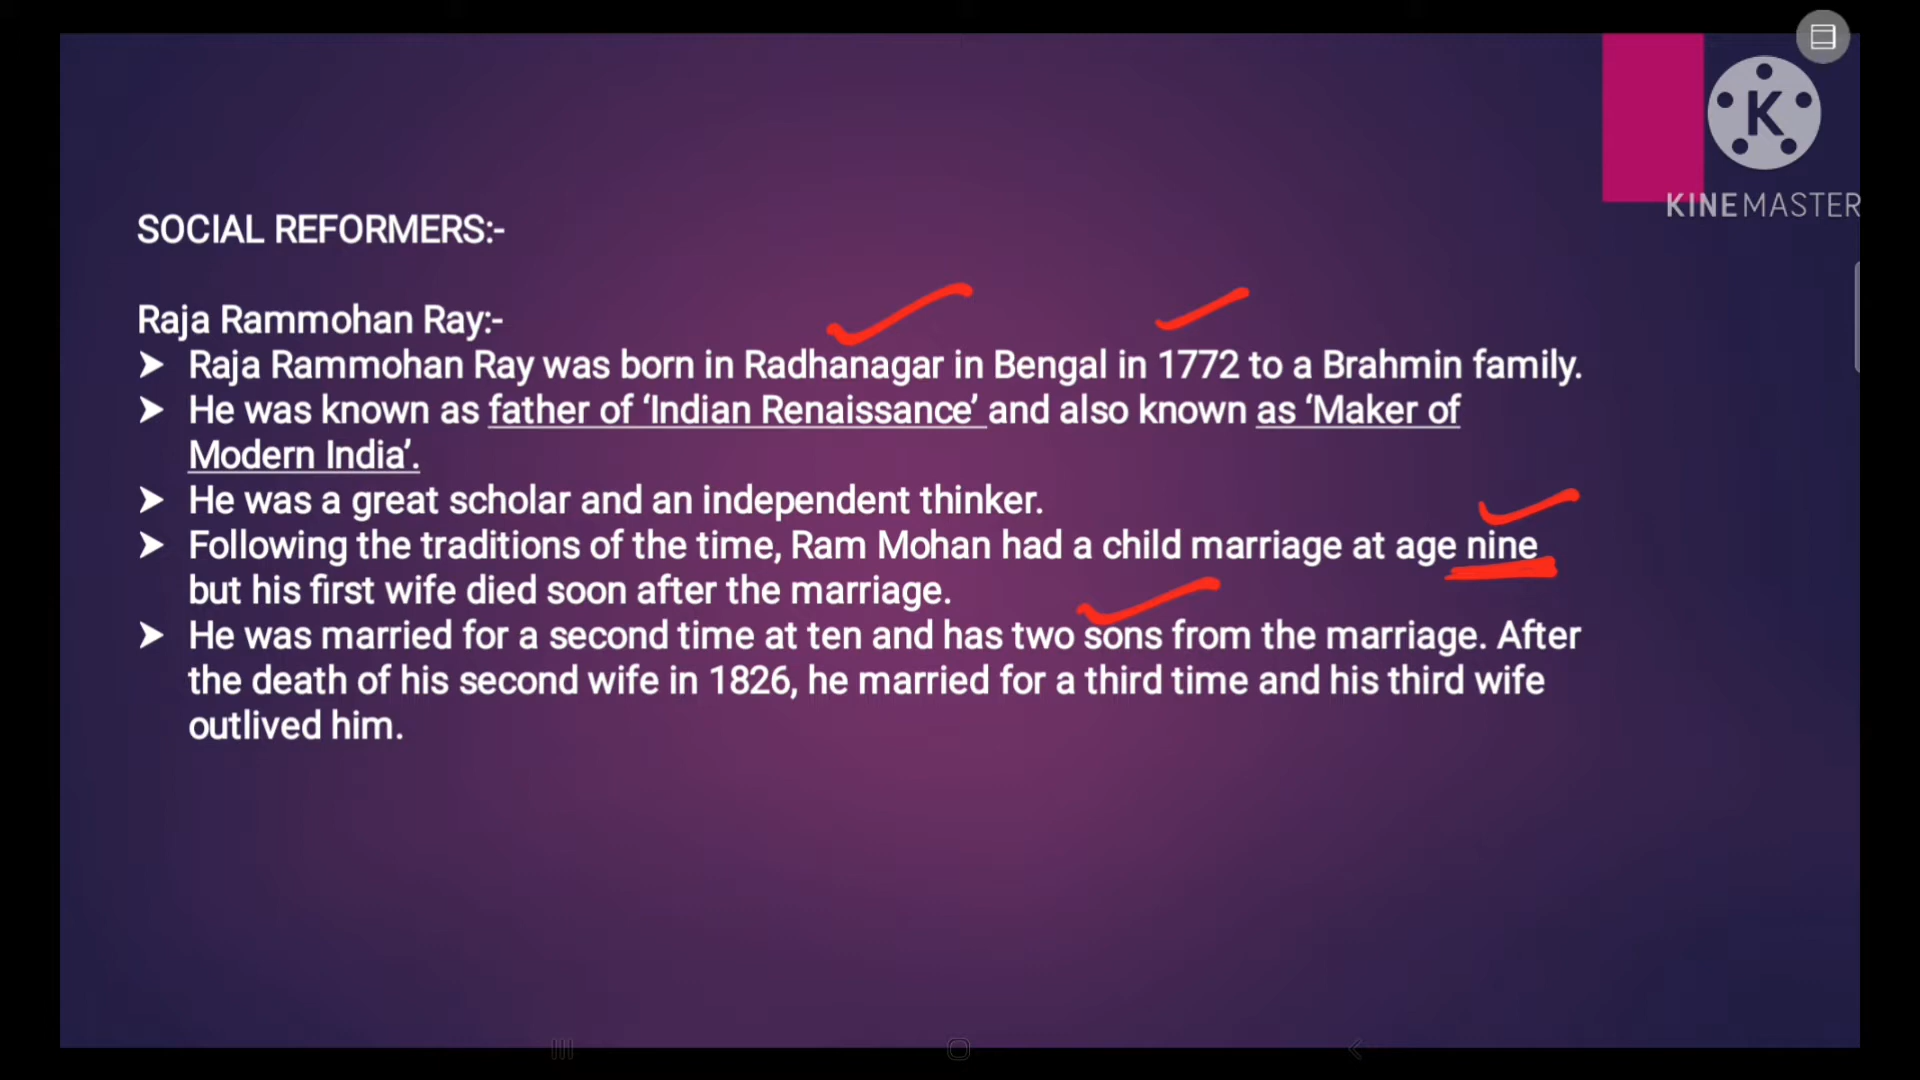 K
KINEMASTER
SOCIAL REFORMERS:-
Raja Rammohan Ray:-
➤ Raja Rammohan Ray was born in Radhanagar in Bengal in 1772 to a Brahmin family.
➤ He was known as father of ‘Indian Renaissance’ and also known as ‘Maker of
Modern India’.
➤ He was a great scholar and an independent thinker.
➤ Following the traditions of the time, Ram Mohan had a child marriage at age nine
but his first wife died soon after the marriage.
➤ He was married for a second time at ten and has two sons from the marriage. After
the death of his second wife in 1826, he married for a third time and his third wife
outlived him.